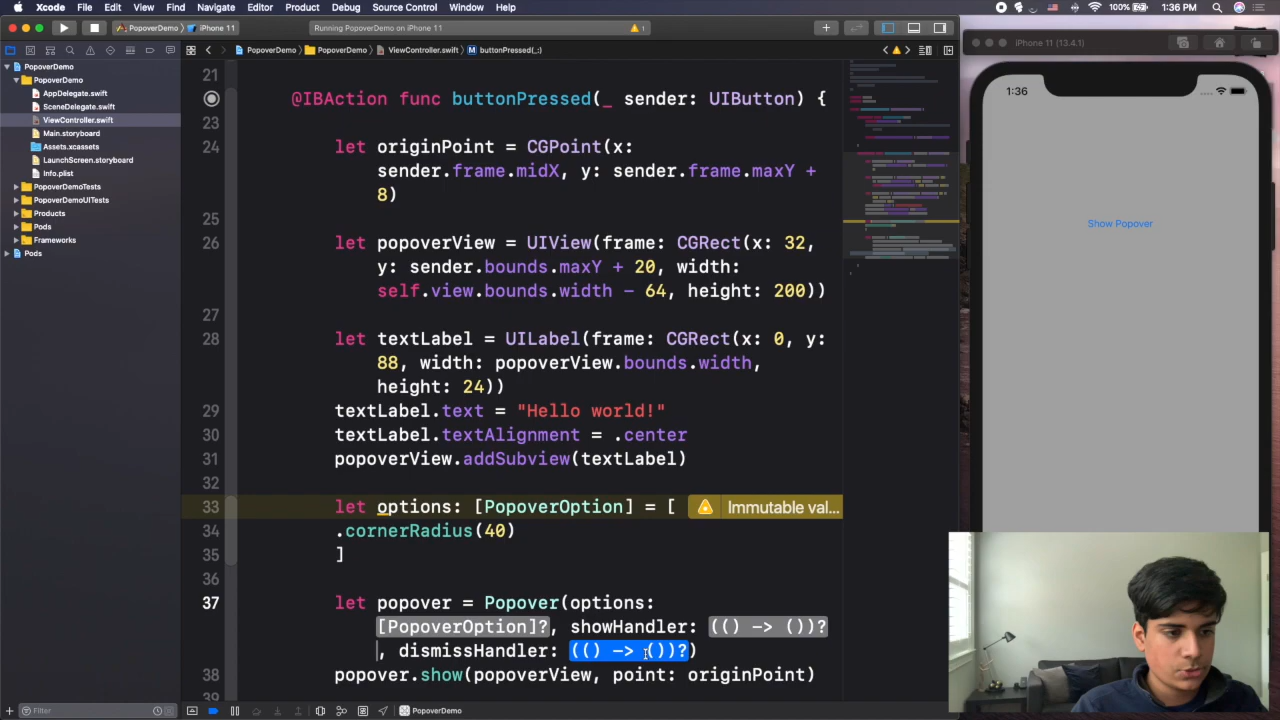 Xcode File Edit View Find Navigate Editor Product Debug Source Control Window Help 100% 1:36 PM
PopoverDemo iPhone 11 Running PopoverDemo on iPhone 11 1
PopoverDemo PopoverDemo ViewController.swift M buttonPressed(_:)
iPhone 11 (13.4.1)
PopoverDemo
PopoverDemo
AppDelegate.swift
SceneDelegate.swift
ViewController.swift
Main.storyboard
Assets.xcassets
LaunchScreen.storyboard
Info.plist
PopoverDemoTests
PopoverDemoUITests
Products
Pods
Frameworks
Pods
21
@IBAction func buttonPressed(_ sender: UIButton) {
23
24 let originPoint = CGPoint(x:
sender.frame.midX, y: sender.frame.maxY +
8)
25
26 let popoverView = UIView(frame: CGRect(x: 32,
y: sender.bounds.maxY + 20, width:
self.view.bounds.width - 64, height: 200))
27
28 let textLabel = UILabel(frame: CGRect(x: 0, y:
88, width: popoverView.bounds.width,
height: 24))
29 textLabel.text = "Hello world!"
30 textLabel.textAlignment = .center
31 popoverView.addSubview(textLabel)
32
33 let options: [PopoverOption] = [ Immutable val...
34 .cornerRadius(40)
35 ]
36
37 let popover = Popover(options:
[PopoverOption]?, showHandler: (() -> ())?
, dismissHandler: (() -> ())?)
38 popover.show(popoverView, point: originPoint)
39
1:36
Show Popover
Filter
PopoverDemo